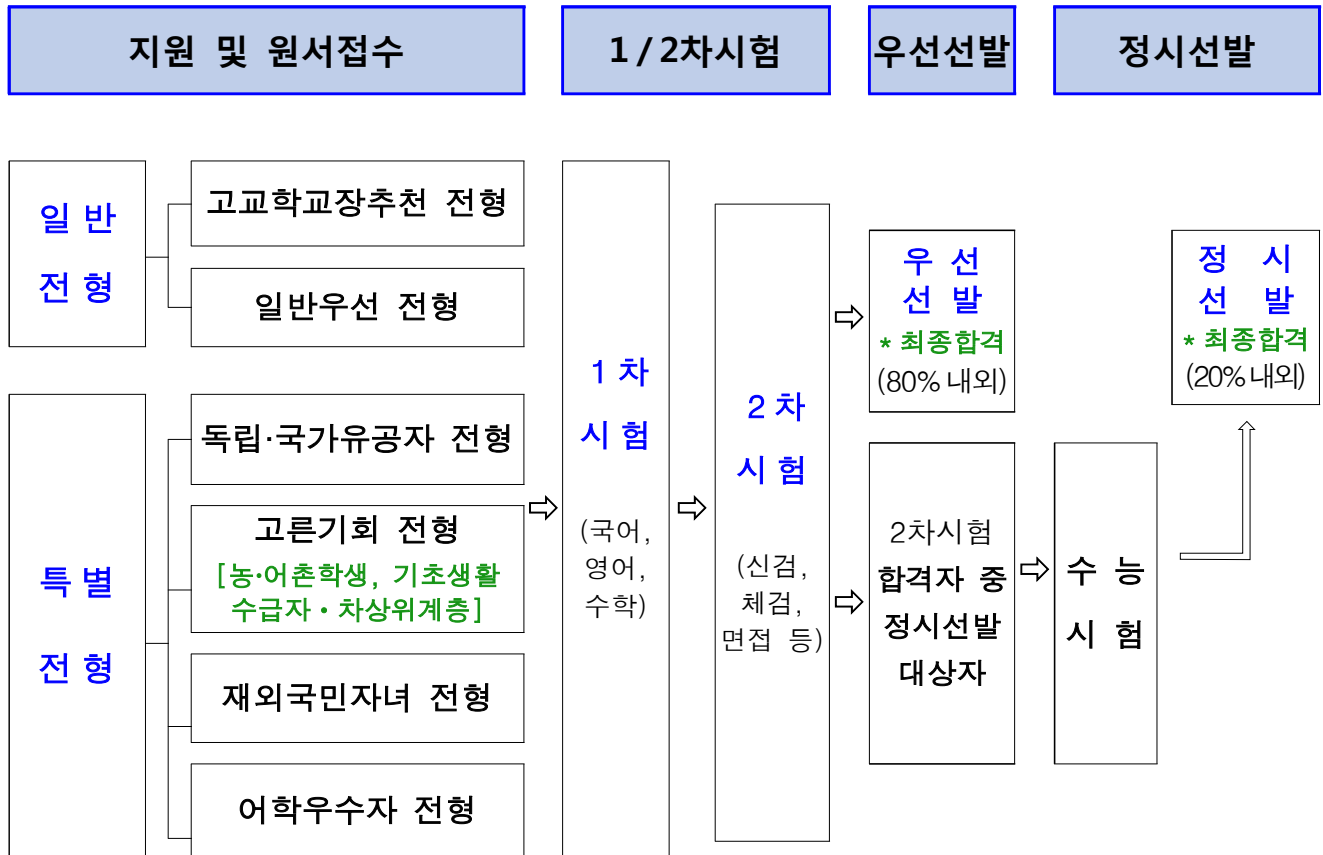 지원 및 원서접수
1/2차시험
우선선발
정시선발
일반
전형
고교학교장추천 전형
일반우선 전형
특별
전형
독립·국가유공자 전형
고른기회 전형
[농·어촌학생, 기초생활
수급자·차상위계층]
재외국민자녀 전형
어학우수자 전형
1차
시험
(국어,
영어,
수학)
2차
시험
(신검,
체검,
면접 등)
우 선
선 발
* 최종합격
(80% 내외)
2차시험
합격자 중
정시선발
대상자
수 능
시 험
정 시
선 발
* 최종합격
(20% 내외)